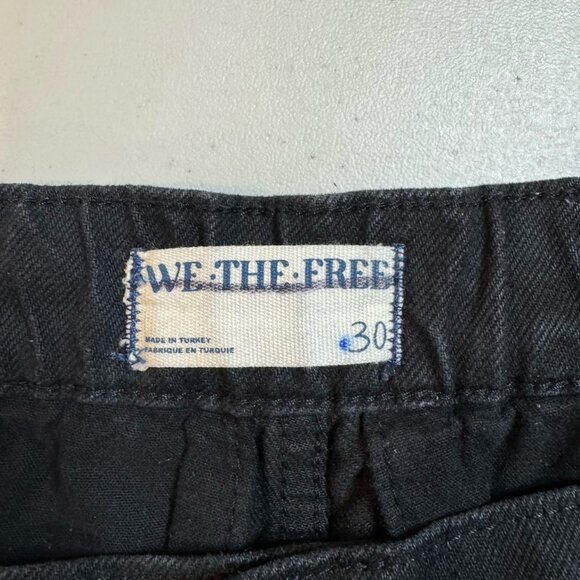 WE·THE·FREE
MADE IN TURKEY
FABRIQUE EN TURQUIE
30